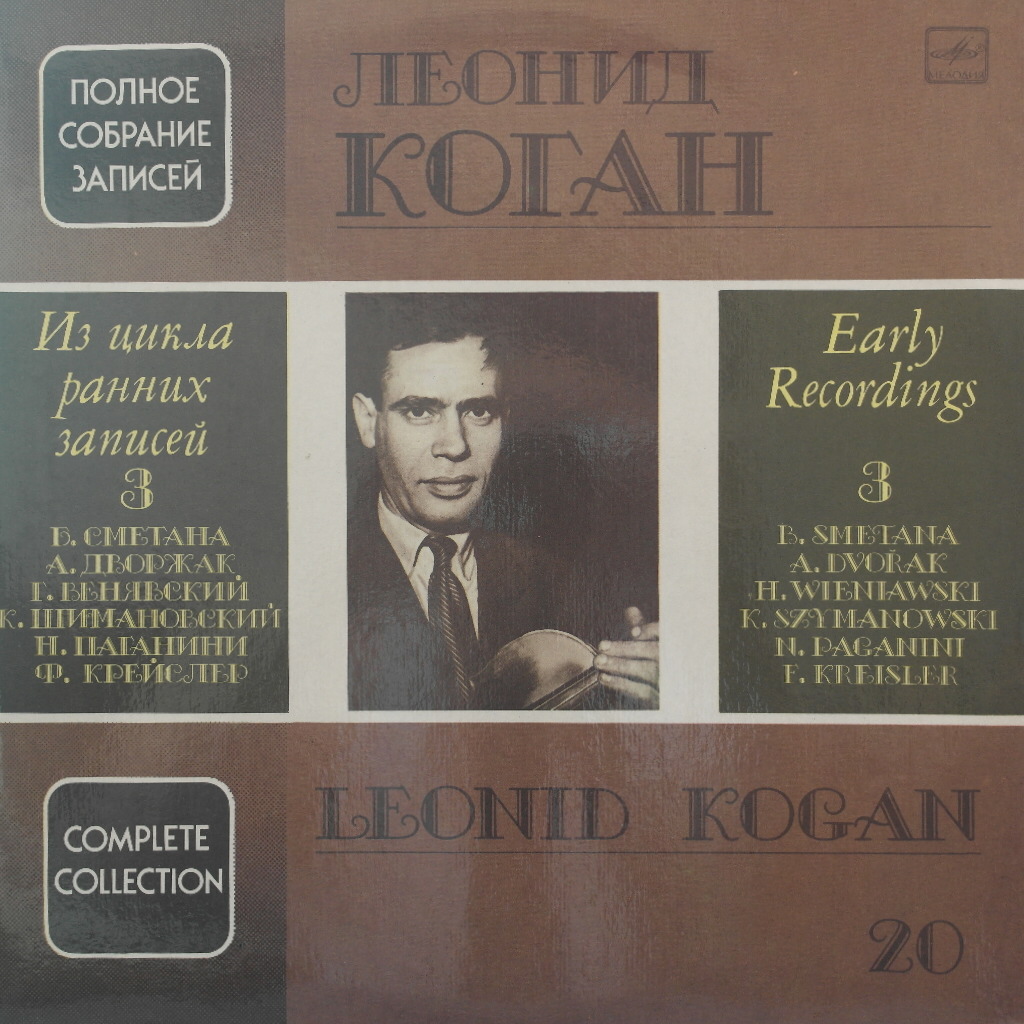 ПОЛНОЕ
СОБРАНИЕ
ЗАПИСЕЙ
ЛЕОНИД
КОГАН
МЕЛОДИЯ
Из цикла
ранних
записей
3
Б. СМЕТАНА
А. ДВОРЖАК
Г. ВЕНЯВСКИЙ
К. ШИМАНОВСКИЙ
Н. ПАГАНИНИ
Ф. КРЕЙСЛЕР
Early
Recordings
3
B. SMETANA
A. DVOŘAK
H. WIENIAWSKI
K. SZYMANOWSKI
N. PAGANINI
F. KREISLER
COMPLETE
COLLECTION
LEONID KOGAN
20